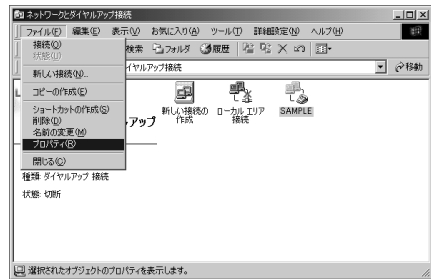 ネットワークとダイヤルアップ接続
ファイル(F) 編集(E) 表示(V) お気に入り(A) ツール(T) 詳細設定(N) ヘルプ(H)
検索 フォルダ 履歴
イヤルアップ接続 移動
接続(O)
状態(U)
新しい接続(N)...
コピーの作成(E)
ショートカットの作成(S)
削除(D)
名前の変更(M)
プロパティ(R)
閉じる(C)
ルアップ
新しい接続の作成
ローカル エリア接続
SAMPLE
種類: ダイヤルアップ 接続
状態: 切断
選択されたオブジェクトのプロパティを表示します。